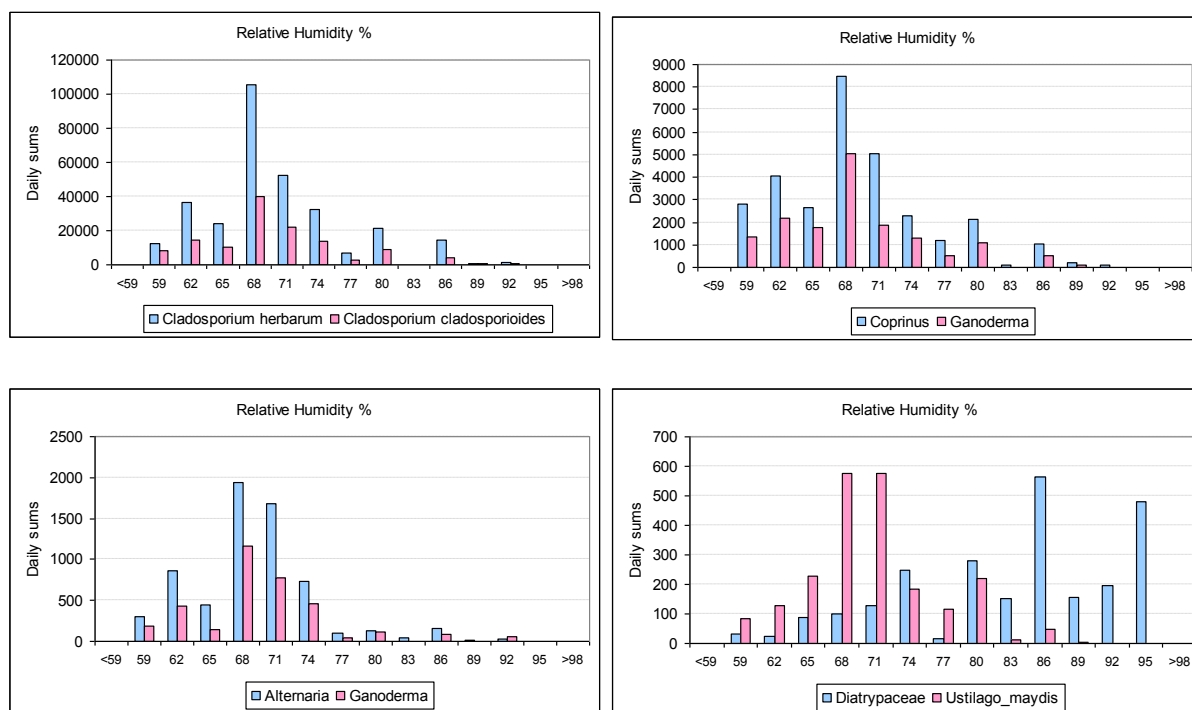 Relative Humidity %
Daily sums
120000
100000
80000
60000
40000
20000
0
<59 59 62 65 68 71 74 77 80 83 86 89 92 95 >98
Cladosporium herbarum Cladosporium cladosporioides
Relative Humidity %
Daily sums
9000
8000
7000
6000
5000
4000
3000
2000
1000
0
<59 59 62 65 68 71 74 77 80 83 86 89 92 95 >98
Coprinus Ganoderma
Relative Humidity %
Daily sums
2500
2000
1500
1000
500
0
<59 59 62 65 68 71 74 77 80 83 86 89 92 95 >98
Alternaria Ganoderma
Relative Humidity %
Daily sums
700
600
500
400
300
200
100
0
<59 59 62 65 68 71 74 77 80 83 86 89 92 95 >98
Diatrypaceae Ustilago_maydis